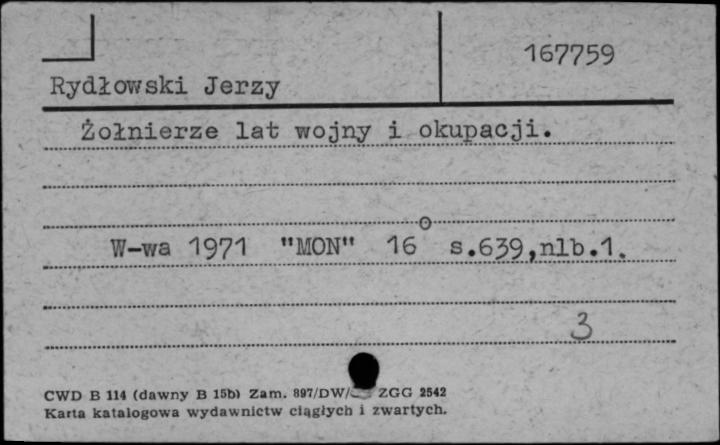 167759
Rydłowski Jerzy
Żołnierze lat wojny i okupacji.
W-wa 1971 "MON" 16° s.639,nlb.1.
3
CWD B 114 (dawny B 15b) Zam. 897/DW/ ZGG 2542
Karta katalogowa wydawnictw ciągłych i zwartych.